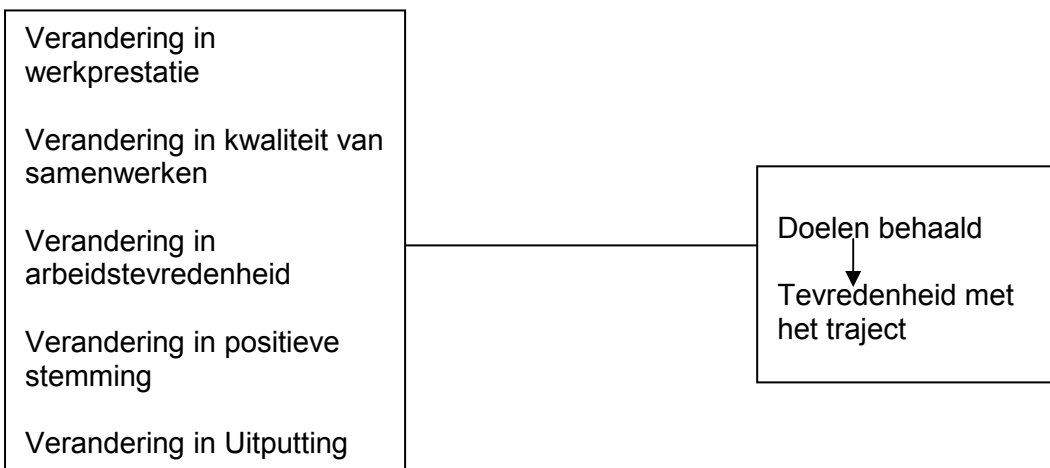 Verandering in
werkprestatie
Verandering in kwaliteit van
samenwerken
Verandering in
arbeidstevredenheid
Verandering in positieve
stemming
Verandering in Uitputting
Doelen behaald
Tevredenheid met
het traject